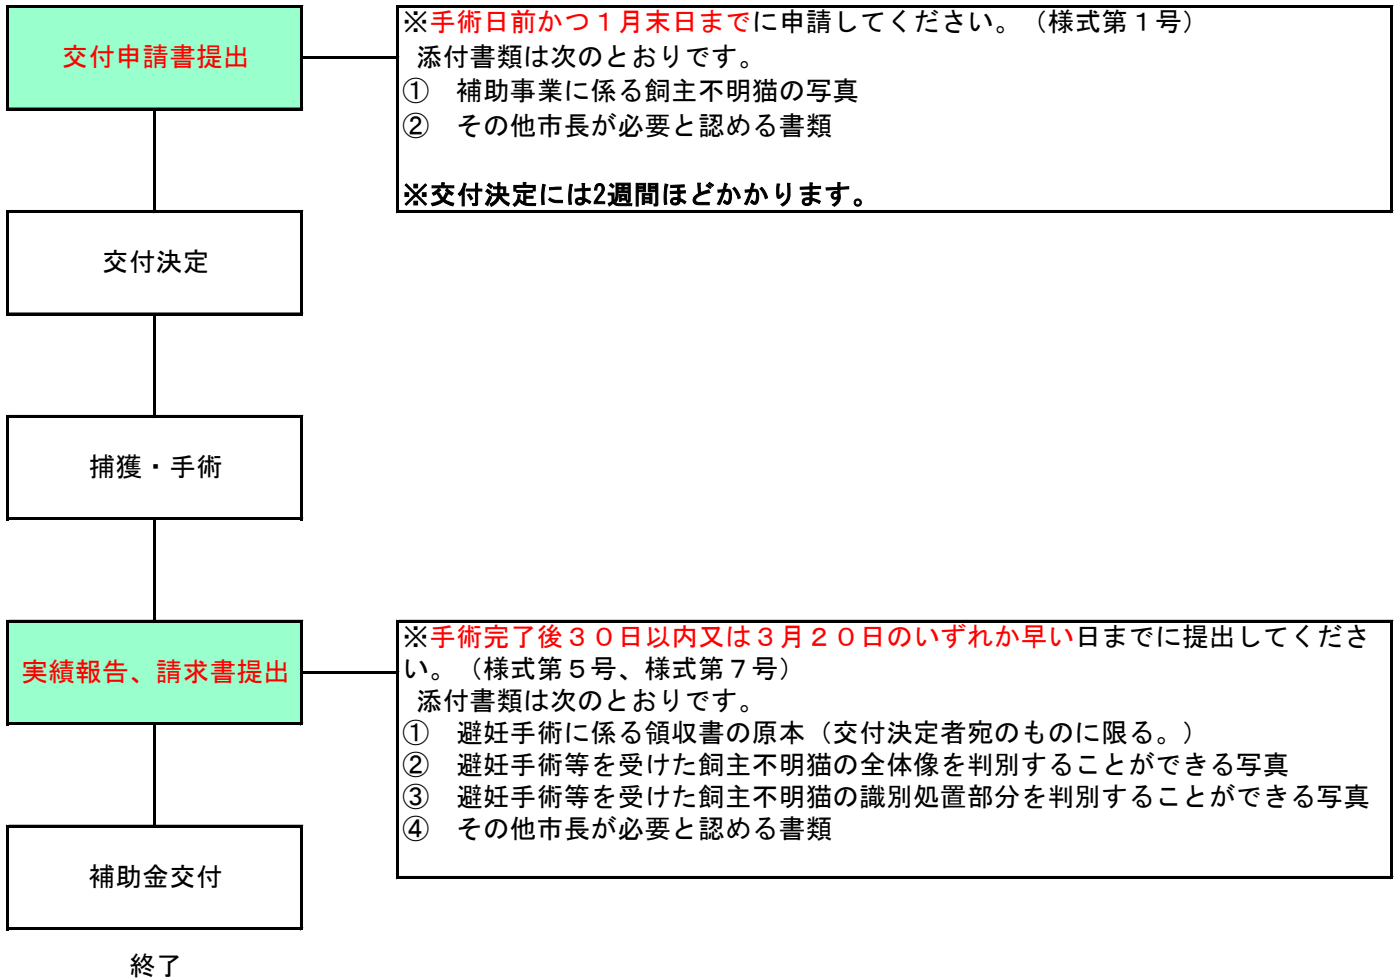 交付申請書提出
※手術日前かつ１月末日までに申請してください。（様式第１号）
添付書類は次のとおりです。
①　補助事業に係る飼主不明猫の写真
②　その他市長が必要と認める書類
※交付決定には2週間ほどかかります。
交付決定
捕獲・手術
実績報告、請求書提出
※手術完了後３０日以内又は３月２０日のいずれか早い日までに提出してくださ
い。（様式第５号、様式第７号）
添付書類は次のとおりです。
①　避妊手術に係る領収書の原本（交付決定者宛のものに限る。）
②　避妊手術等を受けた飼主不明猫の全体像を判別することができる写真
③　避妊手術等を受けた飼主不明猫の識別処置部分を判別することができる写真
④　その他市長が必要と認める書類
補助金交付
終了